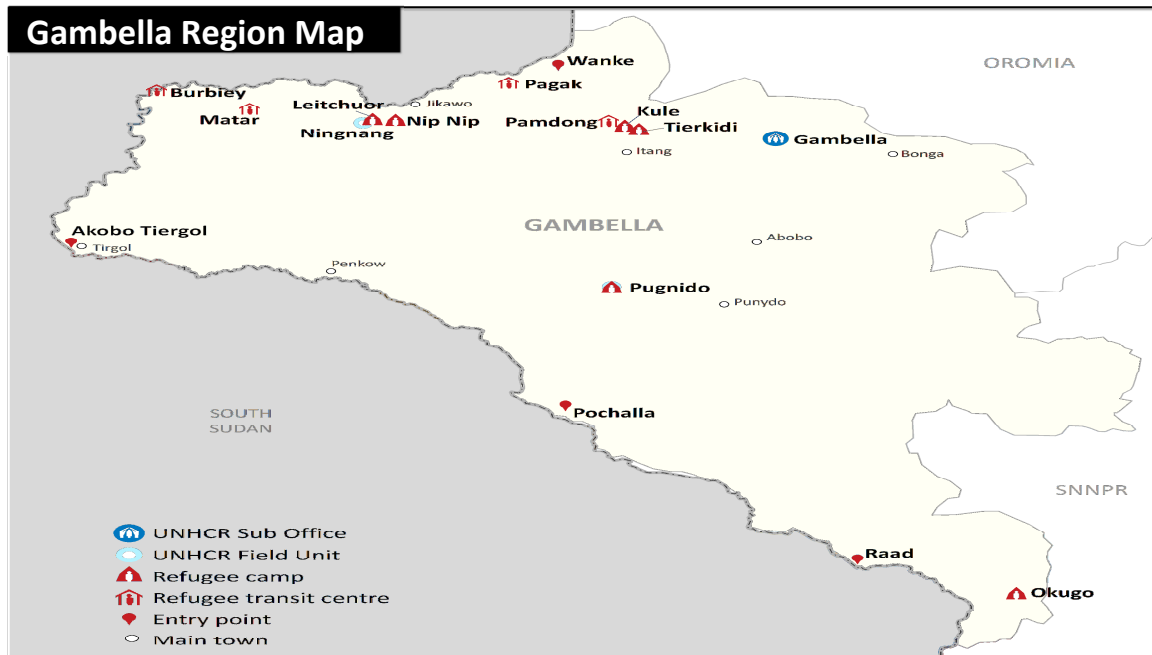 Gambella Region Map
Wanke
OROMIA
Burbiey
Pagak
Leitchuor
Jikawo
Kule
Matar
Nip Nip
Pamdong
Tierkidi
Ningnang
Gambella
Itang
Bonga
GAMBELLA
Akobo Tiergol
Tirgol
Abobo
Penkow
Pugnido
Punydo
Pochalla
SOUTH
SUDAN
SNNPR
UNHCR Sub Office
UNHCR Field Unit
Raad
Refugee camp
Okugo
Refugee transit centre
Entry point
Main town